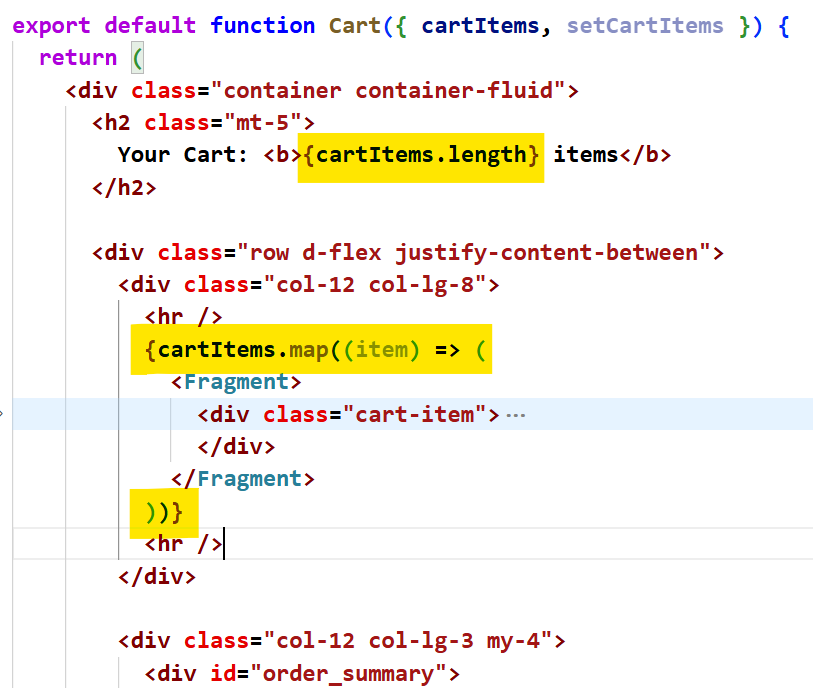 export default function Cart({ cartItems, setCartItems }) {
  return (
    <div class="container container-fluid">
      <h2 class="mt-5">
        Your Cart: <b>{cartItems.length} items</b>
      </h2>

      <div class="row d-flex justify-content-between">
        <div class="col-12 col-lg-8">
          <hr />
          {cartItems.map((item) => (
            <Fragment>
              <div class="cart-item">···
              </div>
            </Fragment>
          ))}
          <hr />
        </div>

        <div class="col-12 col-lg-3 my-4">
          <div id="order_summary">